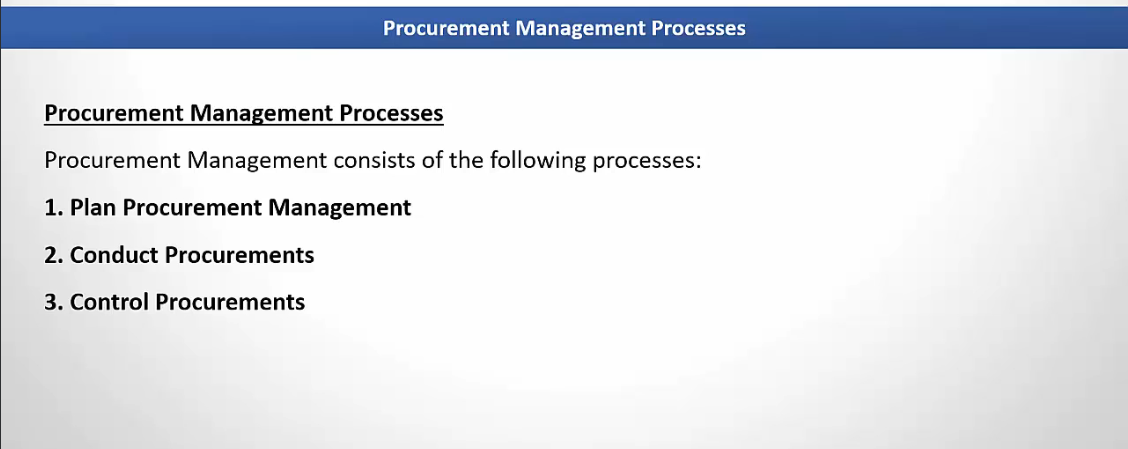 Procurement Management Processes
Procurement Management Processes
Procurement Management consists of the following processes:
1. Plan Procurement Management
2. Conduct Procurements
3. Control Procurements